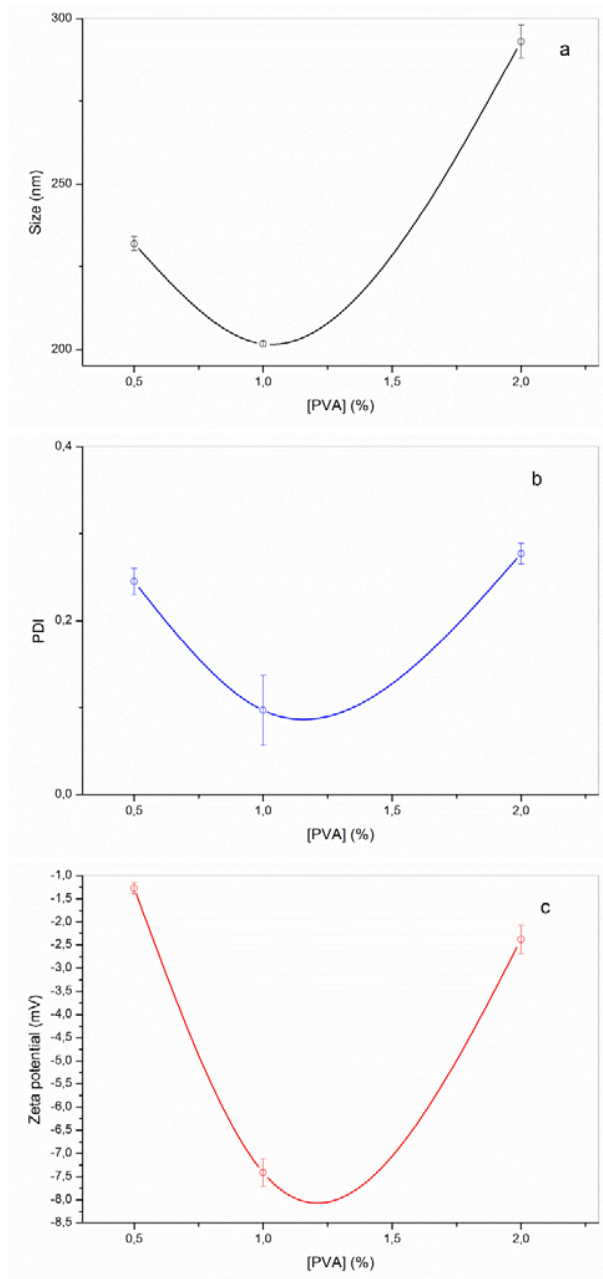 300
a
250
Size (nm)
200
0,5 1,0 1,5 2,0
[PVA] (%)
0,4
b
0,2
PDI
0,0
0,5 1,0 1,5 2,0
[PVA] (%)
-1,0
c
-1,5
-2,0
-2,5
-3,0
-3,5
-4,0
-4,5
Zeta potential (mV)
-5,0
-5,5
-6,0
-6,5
-7,0
-7,5
-8,0
-8,5
0,5 1,0 1,5 2,0
[PVA] (%)